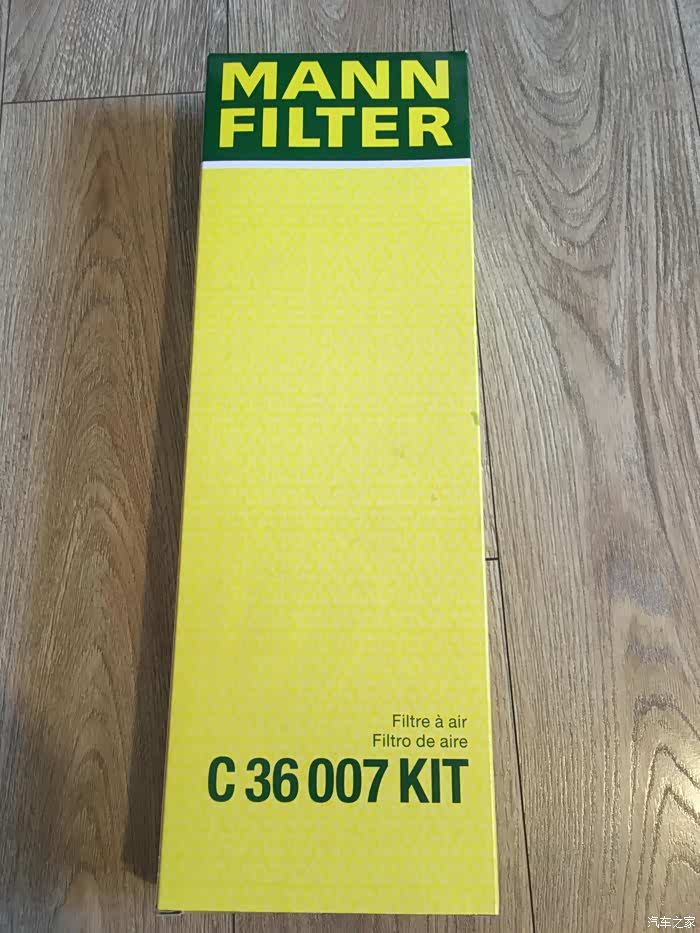 MANN
FILTER
Filtre à air
Filtro de aire
C 36 007 KIT
汽车之家